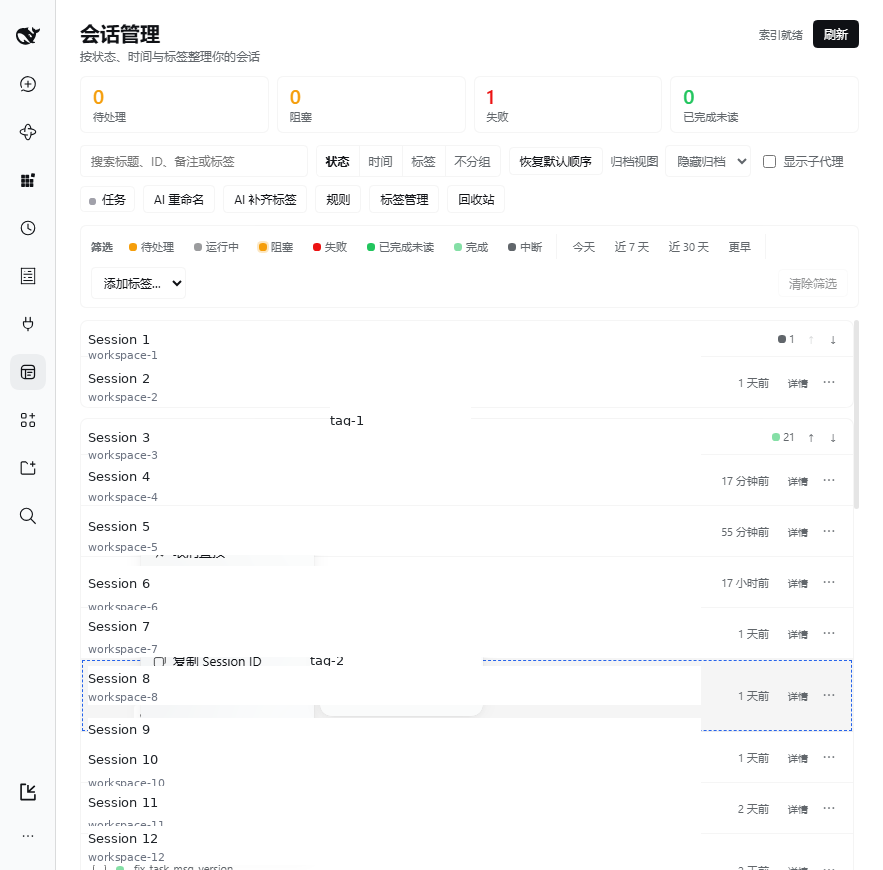 会话管理
按状态、时间与标签整理你的会话
索引就绪
刷新
0
待处理
0
阻塞
1
失败
0
已完成未读
搜索标题、ID、备注或标签
状态 时间 标签 不分组
恢复默认顺序
归档视图
隐藏归档
显示子代理
任务
AI 重命名
AI 补齐标签
规则
标签管理
回收站
筛选 待处理 运行中 阻塞 失败 已完成未读 完成 中断 今天 近 7 天 近 30 天 更早
添加标签...
清除筛选
Session 1
1 ↑ ↓
workspace-1
Session 2
1 天前 详情 ···
workspace-2
tag-1
Session 3
21 ↑ ↓
workspace-3
Session 4
17 分钟前 详情 ···
workspace-4
Session 5
55 分钟前 详情 ···
workspace-5
Session 6
17 小时前 详情 ···
workspace-6
Session 7
1 天前 详情 ···
workspace-7
复制 Session ID
tag-2
Session 8
1 天前 详情 ···
workspace-8
Session 9
Session 10
1 天前 详情 ···
workspace-10
Session 11
2 天前 详情 ···
workspace-11
Session 12
workspace-12
fix_task_msg_version